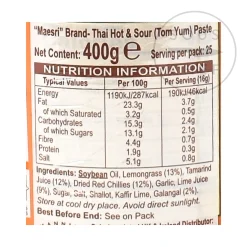 "Maesri" Brand- Thai Hot & Sour (Tom Yum) Paste
Net Content: 400g e Serving per pack: 25
NUTRITION INFORMATION
Typical Values Per 100g Per Serving (16g)
Energy 1190kJ/287kcal 190kJ/46kcal
Fat 23.3g 3.7g
of which Saturated 3.2g 0.5g
Carbohydrates 15.3g 2.4g
of which Sugars 13.1g 2.1g
Fibre 4.4g 0.7g
Protein 1.9g 0.3g
Salt 5.1g 0.8g
Ingredients: Soybean Oil, Lemongrass (13%), Tamarind
Juice (12%), Dried Red Chillies (12%), Garlic, Lime Juice
(9%), Sugar, Salt, Shallot, Kaffir Lime, Galangal (2%).
Store at cool dry place. Avoid direct sunlight.
Best Before End: See on Pack
Distributor: